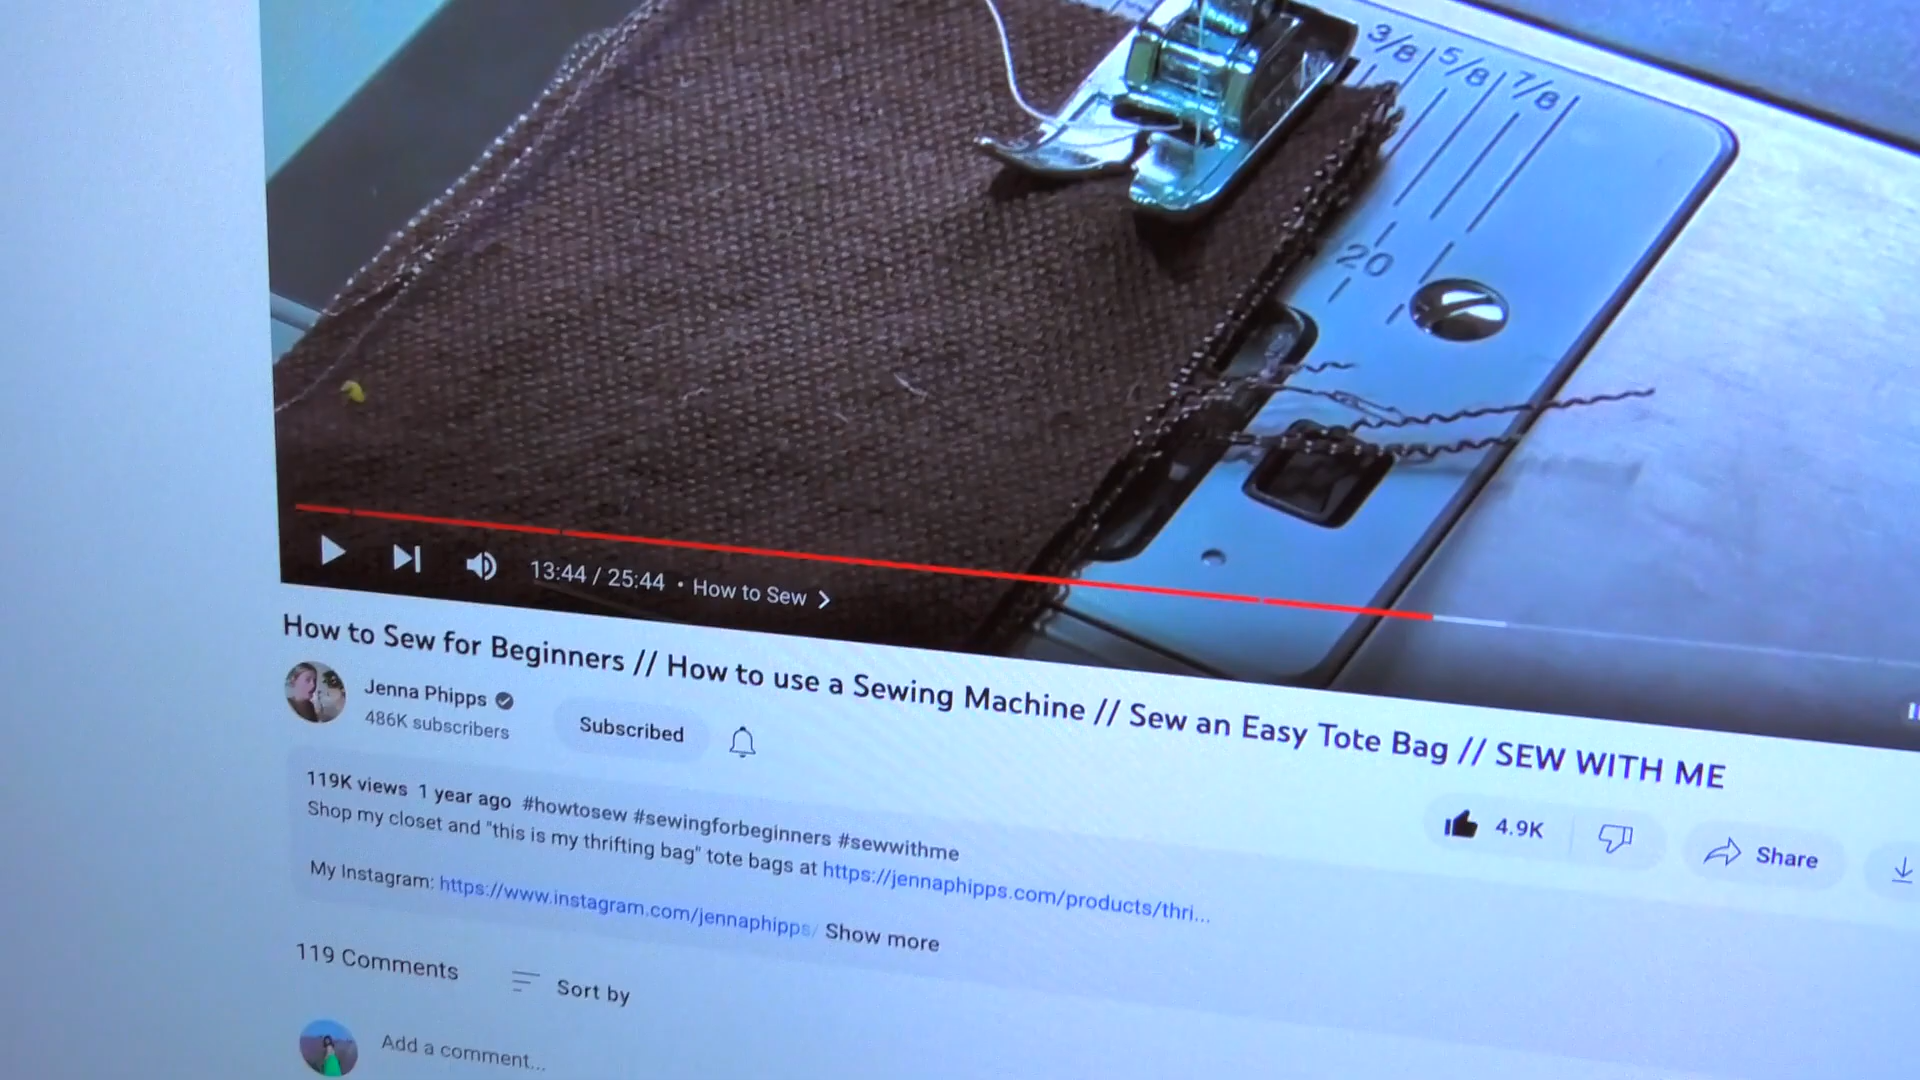 3/8 5/8 7/8
20
13:44 / 25:44 • How to Sew
How to Sew for Beginners // How to use a Sewing Machine // Sew an Easy Tote Bag // SEW WITH ME
Jenna Phipps
486K subscribers
Subscribed
4.9K
Share
119K views 1 year ago #howtosew #sewingforbeginners #sewwithme
Shop my closet and "this is my thrifting bag" tote bags at https://jennaphipps.com/products/thri...
My Instagram: https://www.instagram.com/jennaphipps/ Show more
119 Comments
Sort by
Add a comment...